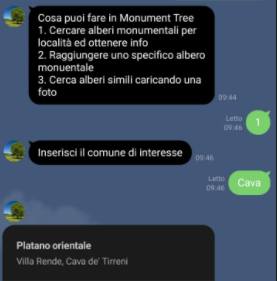 Cosa puoi fare in Monument Tree
1. Cercare alberi monumentali per
località ed ottenere info
2. Raggiungere uno specifico albero
monuentale
3. Cerca alberi simili caricando una
foto
09:44
Letto
09:46
1
Inserisci il comune di interesse
09:46
Letto
09:46
Cava
Platano orientale
Villa Rende, Cava de' Tirreni